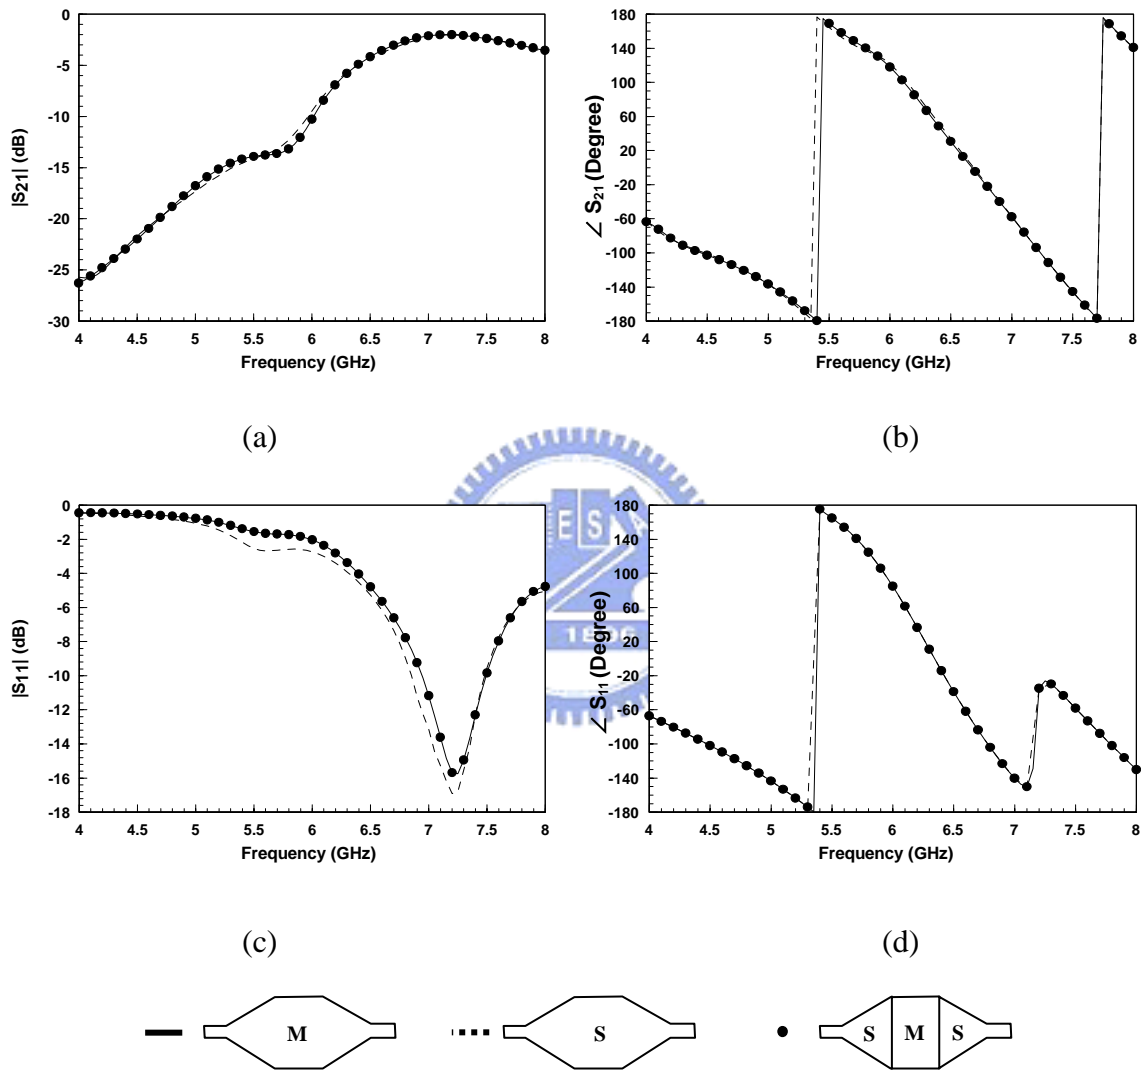 0
-5
-10
-15
-20
-25
-30
|S21| (dB)
4 4.5 5 5.5 6 6.5 7 7.5 8
Frequency (GHz)
(a)
180
140
100
60
20
-20
-60
-100
-140
-180
∠ S21 (Degree)
4 4.5 5 5.5 6 6.5 7 7.5 8
Frequency (GHz)
(b)
0
-2
-4
-6
-8
-10
-12
-14
-16
-18
|S11| (dB)
4 4.5 5 5.5 6 6.5 7 7.5 8
Frequency (GHz)
(c)
180
140
100
60
20
-20
-60
-100
-140
-180
∠ S11 (Degree)
4 4.5 5 5.5 6 6.5 7 7.5 8
Frequency (GHz)
(d)
E S
1896
M
S
S M S